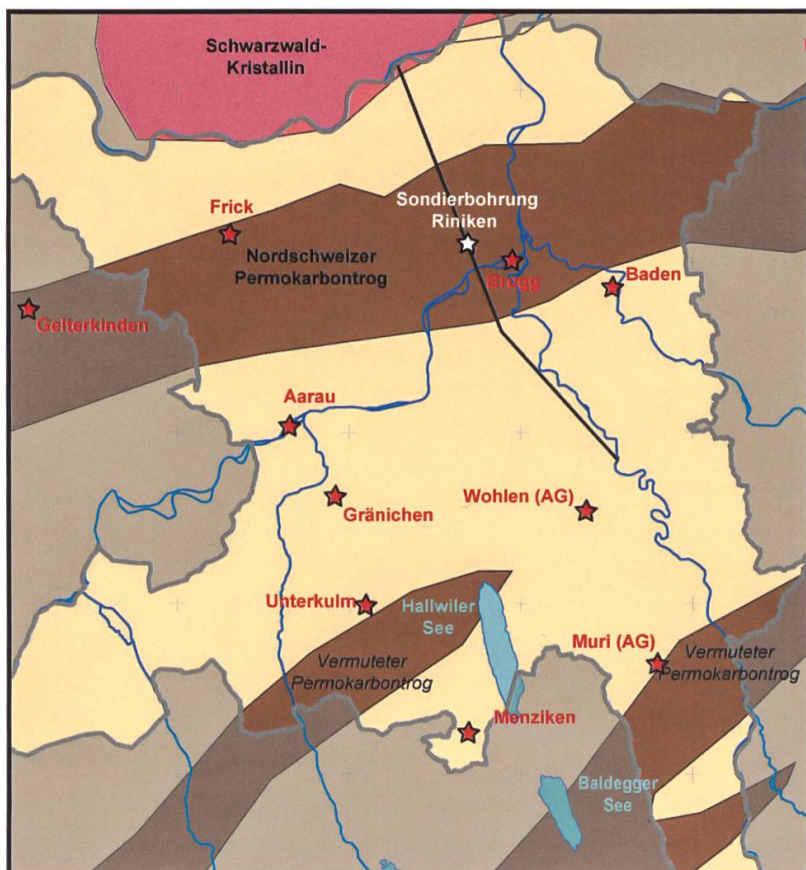 Schwarzwald-
Kristallin
Sondierbohrung
Riniken
Frick
Nordschweizer
Permokarbontrog
Brugg
Baden
Gelterkinden
Aarau
Gränichen
Wohlen (AG)
Unterkulm
Hallwiler
See
Muri (AG)
Vermuteter
Permokarbontrog
Vermuteter
Permokarbontrog
Menziken
Baldegger
See